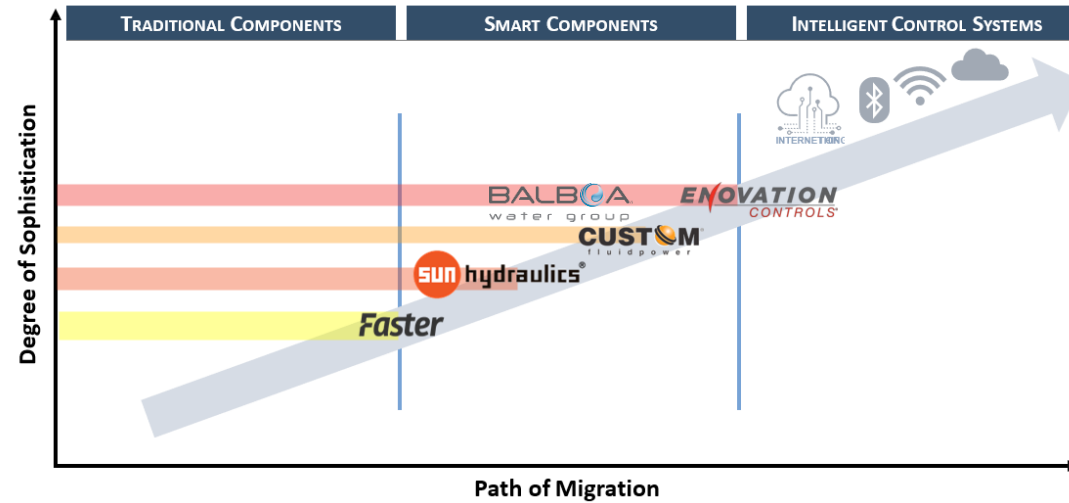 TRADITIONAL COMPONENTS
SMART COMPONENTS
INTELLIGENT CONTROL SYSTEMS
Degree of Sophistication
INTERNET
BALBOA
water group
ENOVATION
CONTROLS
CUSTOM
fluidpower
sun hydraulics®
Faster
Path of Migration